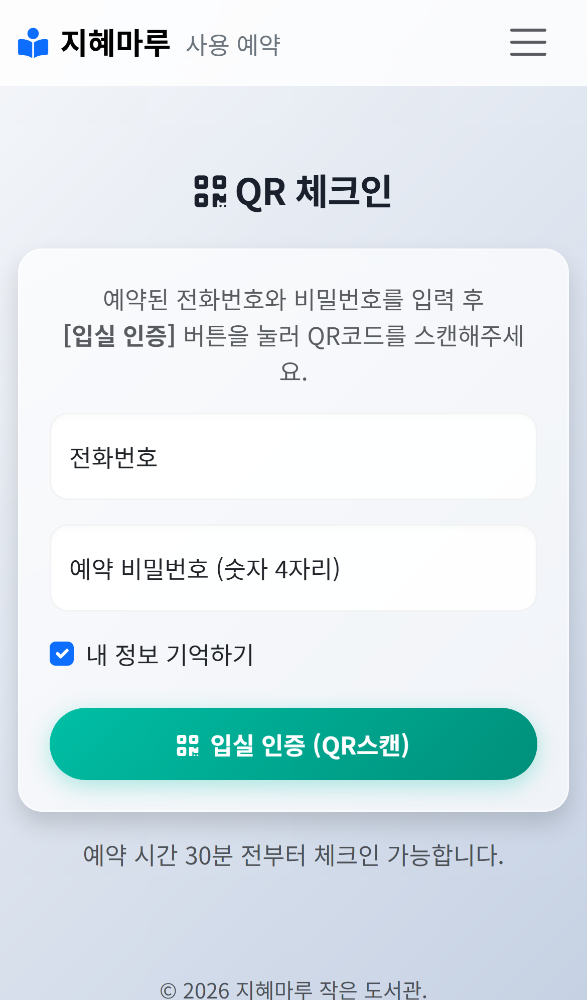 지혜마루 사용 예약
QR 체크인
예약된 전화번호와 비밀번호를 입력 후
[입실 인증] 버튼을 눌러 QR코드를 스캔해주세
요.
전화번호
예약 비밀번호 (숫자 4자리)
내 정보 기억하기
입실 인증 (QR스캔)
예약 시간 30분 전부터 체크인 가능합니다.
© 2026 지혜마루 작은 도서관.